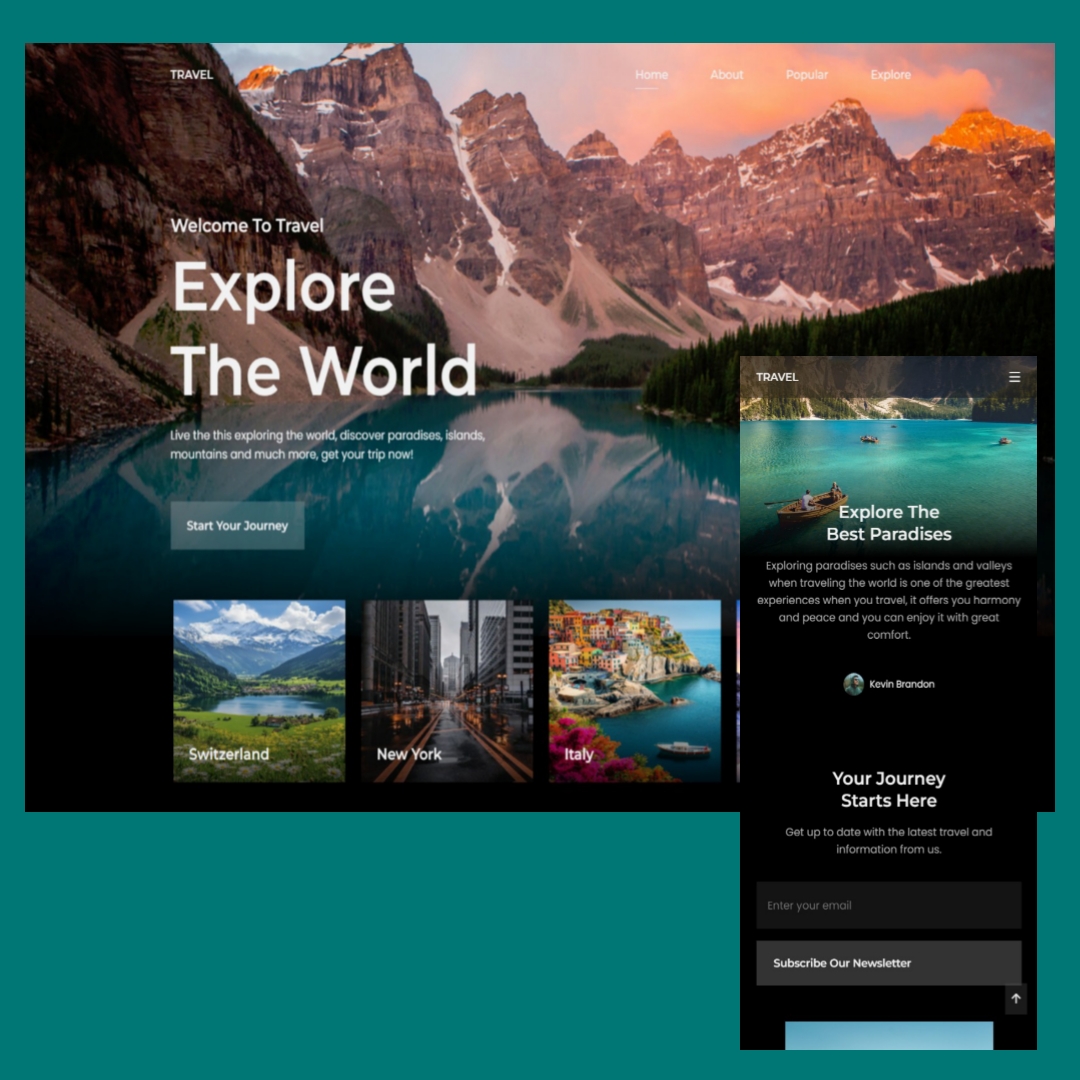 TRAVEL
Home About Popular Explore
Welcome To Travel
Explore
The World
Live the this exploring the world, discover paradises, islands,
mountains and much more, get your trip now!
Start Your Journey
Switzerland
New York
Italy
TRAVEL
Explore The
Best Paradises
Exploring paradises such as islands and valleys
when traveling the world is one of the greatest
experiences when you travel, it offers you harmony
and peace and you can enjoy it with great
comfort.
Kevin Brandon
Your Journey
Starts Here
Get up to date with the latest travel and
information from us.
Enter your email
Subscribe Our Newsletter